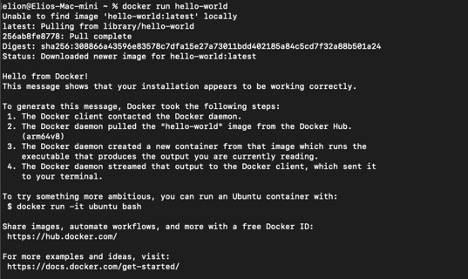 elion@Elios-Mac-mini ~ % docker run hello-world
Unable to find image 'hello-world:latest' locally
latest: Pulling from library/hello-world
256ab8fe8778: Pull complete
Digest: sha256:308866a43596e83578c7dfa15e27a73011bdd402185a84c5cd7f32a88b501a24
Status: Downloaded newer image for hello-world:latest
Hello from Docker!
This message shows that your installation appears to be working correctly.
To generate this message, Docker took the following steps:
1. The Docker client contacted the Docker daemon.
2. The Docker daemon pulled the "hello-world" image from the Docker Hub.
(arm64v8)
3. The Docker daemon created a new container from that image which runs the
executable that produces the output you are currently reading.
4. The Docker daemon streamed that output to the Docker client, which sent it
to your terminal.
To try something more ambitious, you can run an Ubuntu container with:
$ docker run -it ubuntu bash
Share images, automate workflows, and more with a free Docker ID:
https://hub.docker.com/
For more examples and ideas, visit:
https://docs.docker.com/get-started/